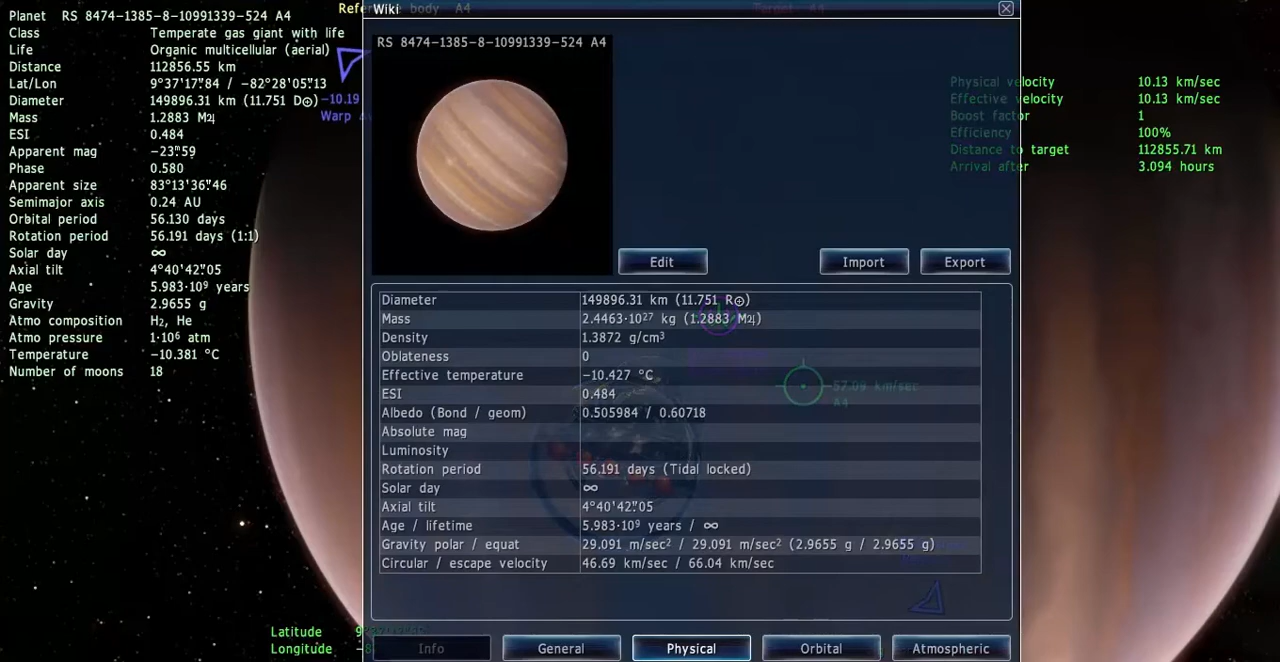 Planet RS 8474-1385-8-10991339-524 A4
Class Temperate gas giant with life
Life Organic multicellular (aerial)
Distance 112856.55 km
Lat/Lon 9°37'17"84 / −82°28'05"13
Diameter 149896.31 km (11.751 D⊕)
Mass 1.2883 M♃
ESI 0.484
Apparent mag −23.59
Phase 0.580
Apparent size 83°13'36"46
Semimajor axis 0.24 AU
Orbital period 56.130 days
Rotation period 56.191 days (1:1)
Solar day ∞
Axial tilt 4°40'42"05
Age 5.983·10⁹ years
Gravity 2.9655 g
Atmo composition H₂, He
Atmo pressure 1·10⁶ atm
Temperature −10.381 °C
Number of moons 18
body A4
Target
−10.19
Warp
Wiki
RS 8474-1385-8-10991339-524 A4
Edit Import Export
Diameter 149896.31 km (11.751 R⊕)
Mass 2.4463·10²⁷ kg (1.2883 M♃)
Density 1.3872 g/cm³
Oblateness 0
Effective temperature −10.427 °C
ESI 0.484
Albedo (Bond / geom) 0.505984 / 0.60718
Absolute mag
Luminosity
Rotation period 56.191 days (Tidal locked)
Solar day ∞
Axial tilt 4°40'42"05
Age / lifetime 5.983·10⁹ years / ∞
Gravity polar / equat 29.091 m/sec² / 29.091 m/sec² (2.9655 g / 2.9655 g)
Circular / escape velocity 46.69 km/sec / 66.04 km/sec
57.09 km/sec
A4
Info General Physical Orbital Atmospheric
Physical velocity 10.13 km/sec
Effective velocity 10.13 km/sec
Boost factor 1
Efficiency 100%
Distance to target 112855.71 km
Arrival after 3.094 hours
Latitude
Longitude